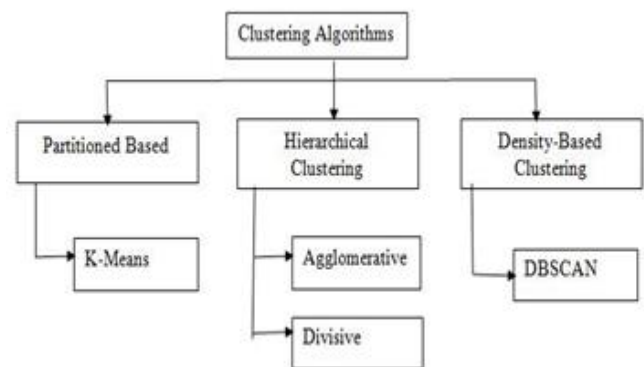 Clustering Algorithms
Partitioned Based
Hierarchical
Clustering
Density-Based
Clustering
K-Means
Agglomerative
DBSCAN
Divisive